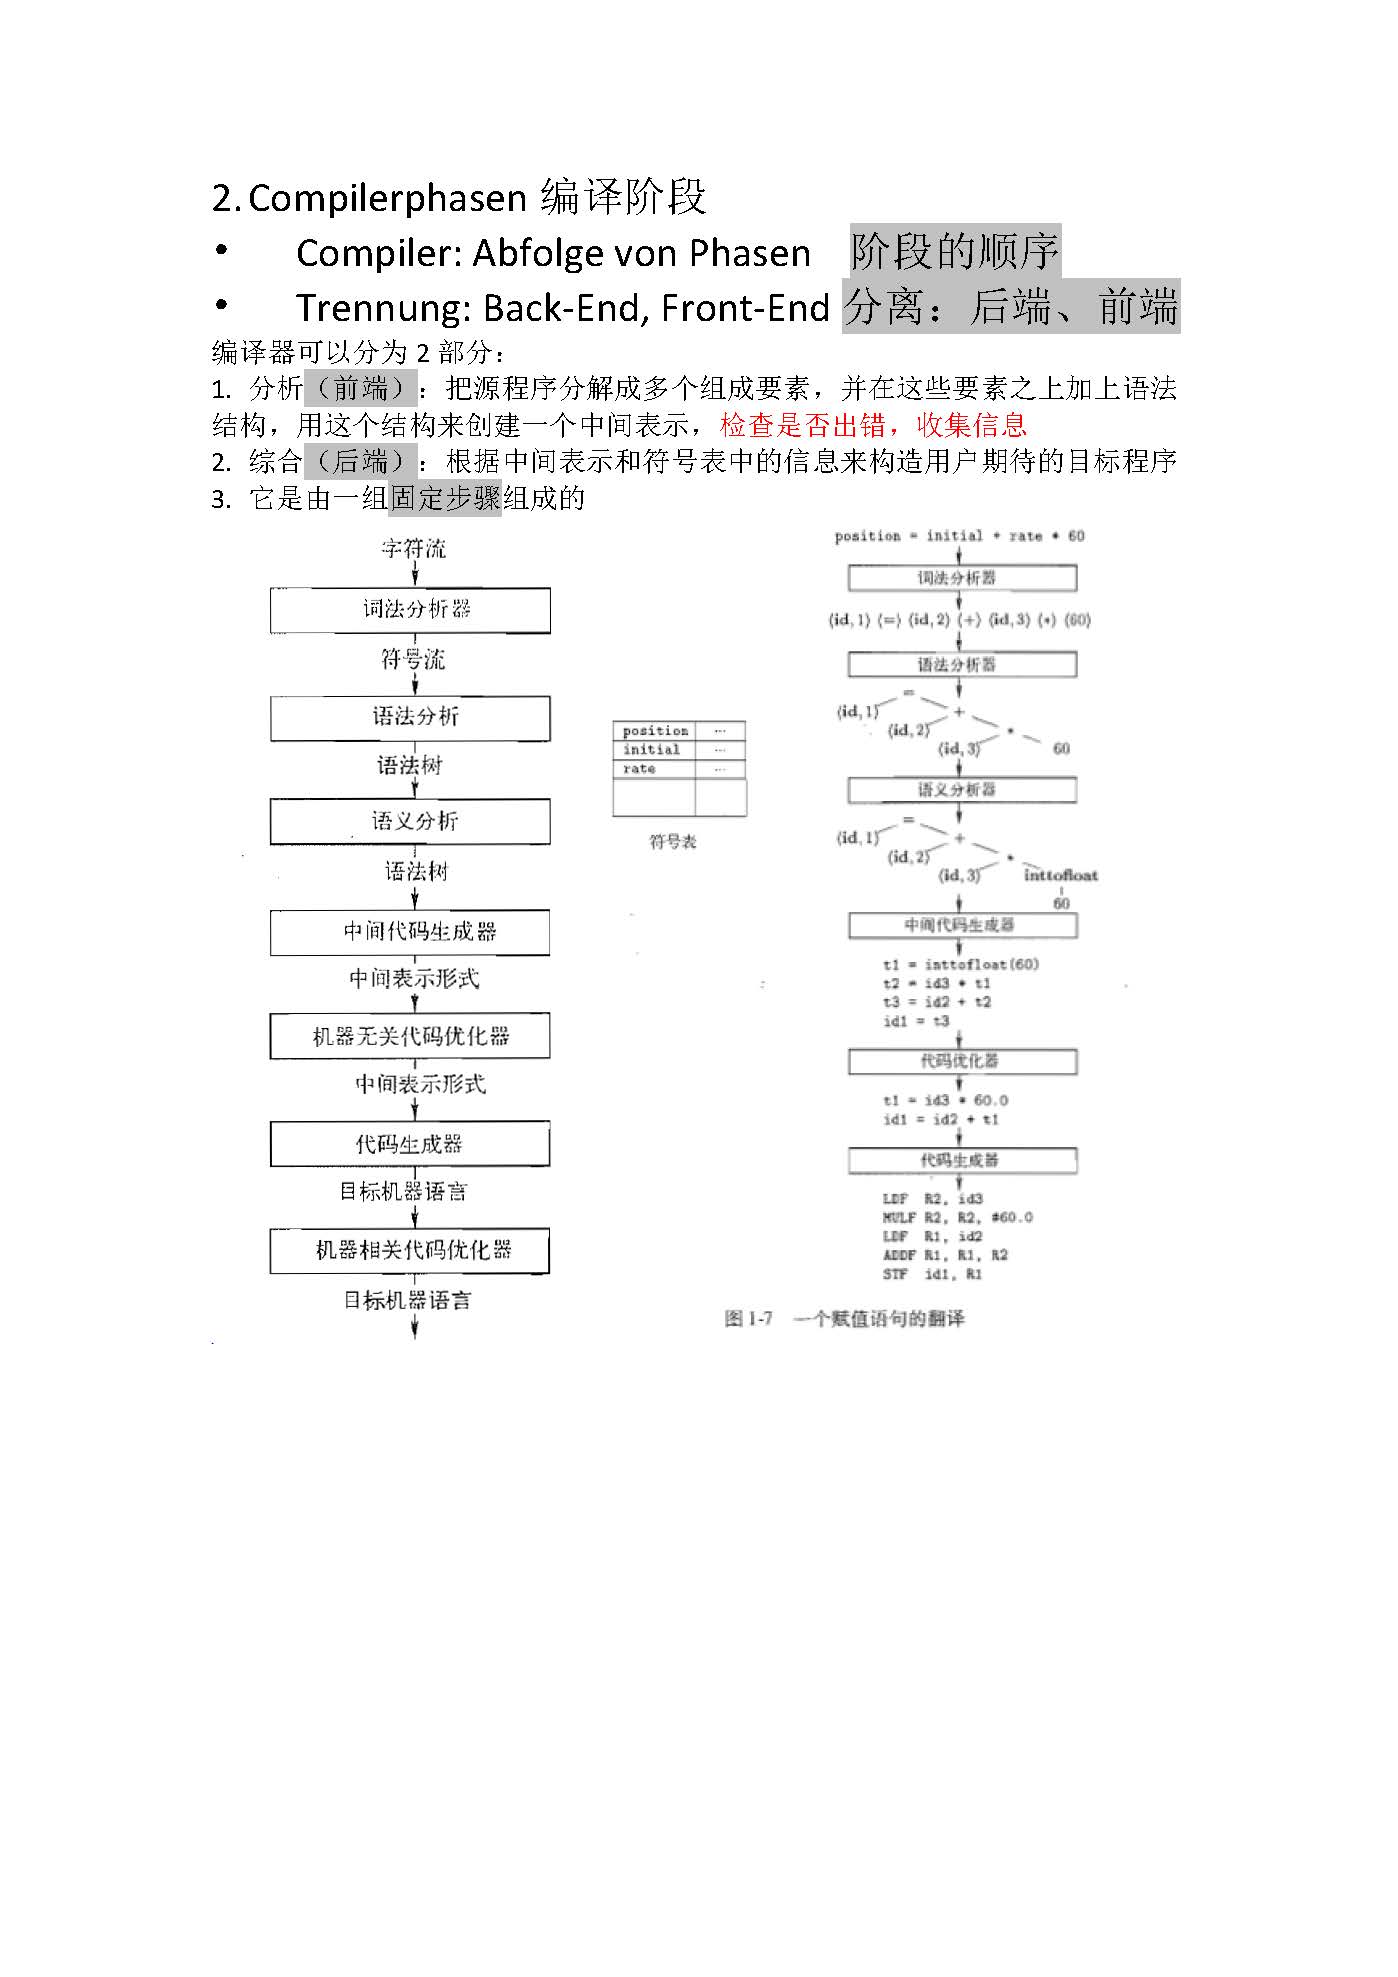 2. Compilerphasen 编译阶段
• Compiler: Abfolge von Phasen 阶段的顺序
• Trennung: Back-End, Front-End 分离：后端、前端
编译器可以分为 2 部分：
1. 分析（前端）：把源程序分解成多个组成要素，并在这些要素之上加上语法
结构，用这个结构来创建一个中间表示，检查是否出错，收集信息
2. 综合（后端）：根据中间表示和符号表中的信息来构造用户期待的目标程序
3. 它是由一组固定步骤组成的
字符流
词法分析器
符号流
语法分析
语法树
语义分析
语法树
中间代码生成器
中间表示形式
机器无关代码优化器
中间表示形式
代码生成器
目标机器语言
机器相关代码优化器
目标机器语言
position ...
initial ...
rate ...
符号表
position = initial + rate * 60
词法分析器
⟨id, 1⟩ ⟨=⟩ ⟨id, 2⟩ ⟨+⟩ ⟨id, 3⟩ ⟨*⟩ ⟨60⟩
语法分析器
=
⟨id, 1⟩ +
⟨id, 2⟩ *
⟨id, 3⟩ 60
语义分析器
=
⟨id, 1⟩ +
⟨id, 2⟩ *
⟨id, 3⟩ inttofloat
60
中间代码生成器
t1 = inttofloat(60)
t2 = id3 * t1
t3 = id2 + t2
id1 = t3
代码优化器
t1 = id3 * 60.0
id1 = id2 + t1
代码生成器
LDF R2, id3
MULF R2, R2, #60.0
LDF R1, id2
ADDF R1, R1, R2
STF id1, R1
图 1-7 一个赋值语句的翻译